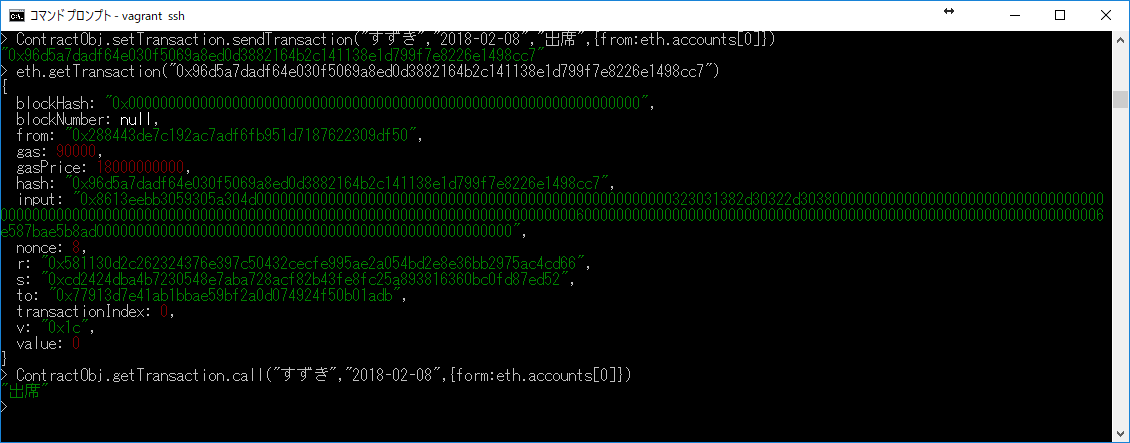 コマンドプロンプト - vagrant ssh
> ContractObj.setTransaction.sendTransaction("すずき","2018-02-08","出席",{from:eth.accounts[0]})
"0x96d5a7dadf64e030f5069a8ed0d3882164b2c141138e1d799f7e8226e1498cc7"
> eth.getTransaction("0x96d5a7dadf64e030f5069a8ed0d3882164b2c141138e1d799f7e8226e1498cc7")
{
blockHash: "0x0000000000000000000000000000000000000000000000000000000000000000",
blockNumber: null,
from: "0x288443de7c192ac7adf6fb951d7187622309df50",
gas: 90000,
gasPrice: 18000000000,
hash: "0x96d5a7dadf64e030f5069a8ed0d3882164b2c141138e1d799f7e8226e1498cc7",
input:
nonce: 8,
r: "0x581130d2c262324376e397c50432cecfe995ae2a054bd2e8e36bb2975ac4cd66",
s: "0xcd2424dba4b7230548e7aba728acf82b43fe8fc25a893816360bc0fd87ed52",
to: "0x77913d7e41ab1bbae59bf2a0d074924f50b01adb",
transactionIndex: 0,
v: "0x1c",
value: 0
}
> ContractObj.getTransaction.call("すずき","2018-02-08",{form:eth.accounts[0]})
"出席"
>